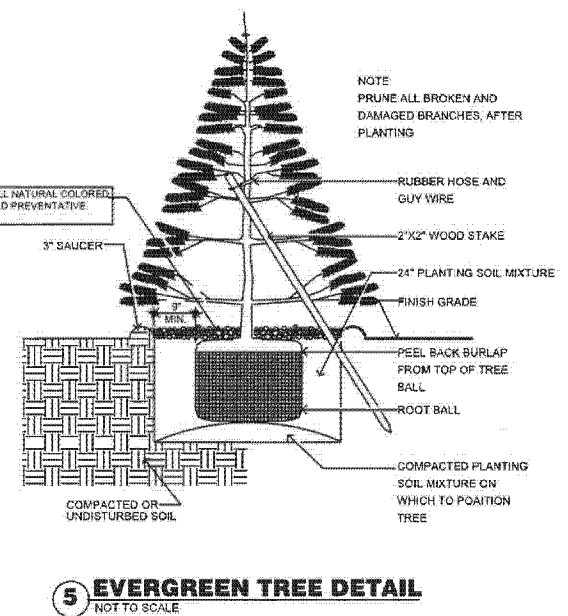 NOTE
PRUNE ALL BROKEN AND
DAMAGED BRANCHES, AFTER
PLANTING
NATURAL COLORED
PREVENTATIVE
3" SAUCER
9"
MIN.
RUBBER HOSE AND
GUY WIRE
2"X2" WOOD STAKE
24" PLANTING SOIL MIXTURE
FINISH GRADE
PEEL BACK BURLAP
FROM TOP OF TREE
BALL
ROOT BALL
COMPACTED PLANTING
SOIL MIXTURE ON
WHICH TO POAITION
TREE
COMPACTED OR
UNDISTURBED SOIL
5 EVERGREEN TREE DETAIL
NOT TO SCALE